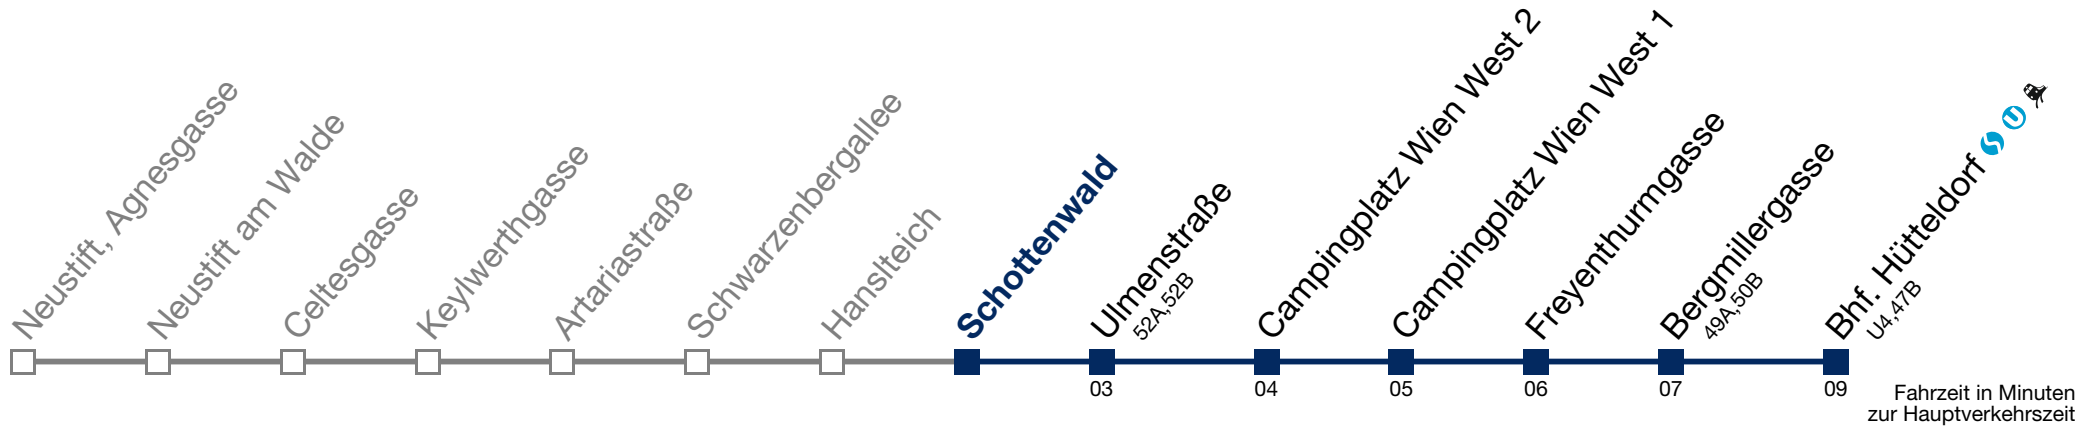 Neustift, Agnesgasse
Neustift am Walde
Celtesgasse
Keylwerthgasse
Artariastraße
Schwarzenbergallee
Hanslteich
Schottenwald
Ulmenstraße
52A,52B
Campingplatz Wien West 2
Campingplatz Wien West 1
Freyenthurmgasse
Bergmillergasse
49A,50B
Bhf. Hütteldorf S U
U4,47B
03 04 05 06 07 09
Fahrzeit in Minuten
zur Hauptverkehrszeit